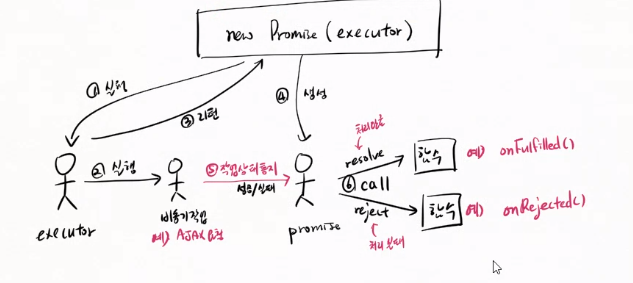 new Promise (executor)
① 실행
③ 리턴
④ 생성
② 실행
⑤ 작업상태 통지
성공/실패
처리완료
resolve
⑥ call
reject
처리실패
함수 예) onFulfilled()
함수 예) onRejected()
executor
비동기작업
예) AJAX 요청
promise